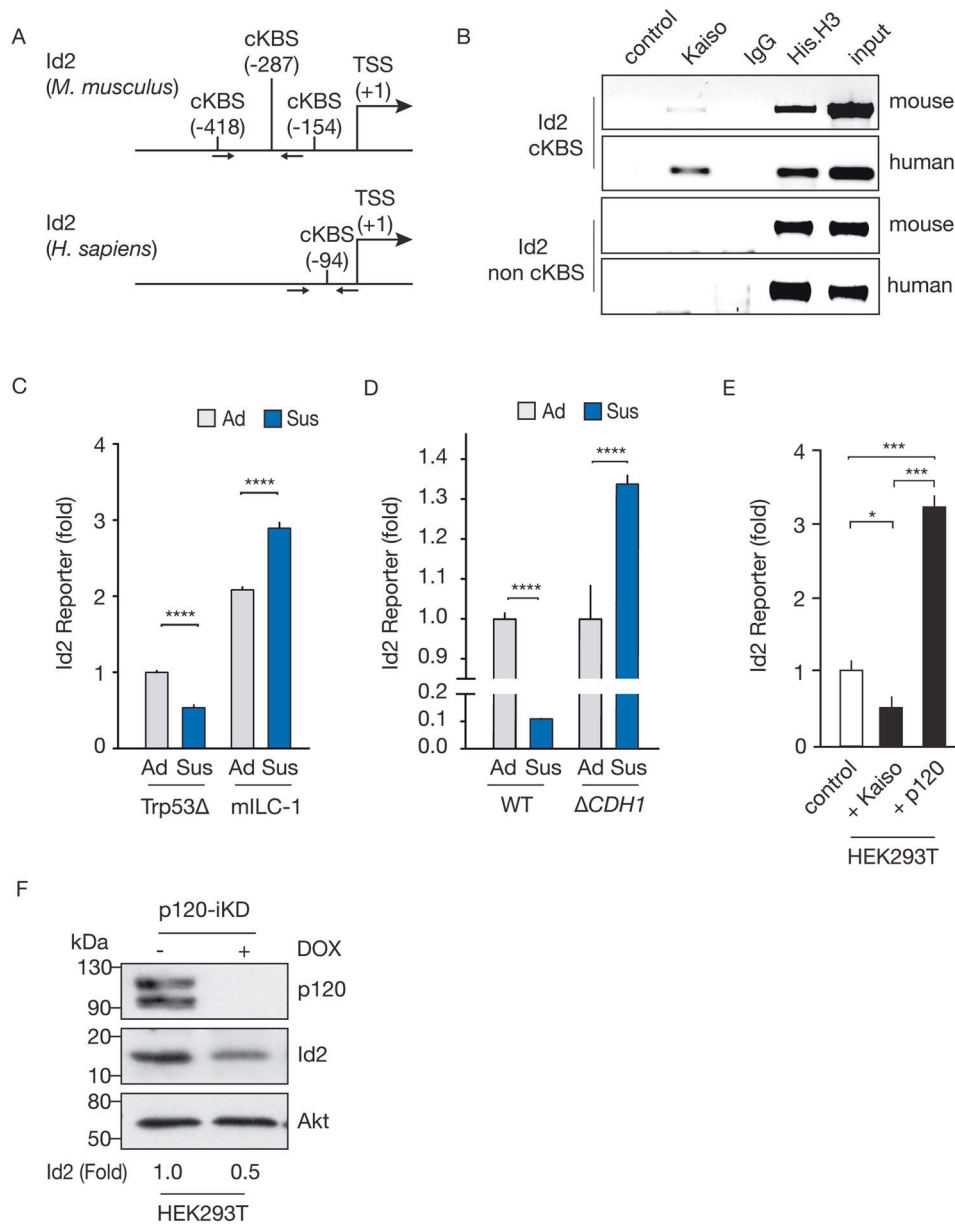 A
Id2
(M. musculus)
cKBS
(-287)
cKBS
(-418)
cKBS
(-154)
TSS
(+1)
Id2
(H. sapiens)
cKBS
(-94)
TSS
(+1)
B
control Kaiso IgG His.H3 input
Id2
cKBS
mouse
human
Id2
non cKBS
mouse
human
C
Ad Sus
Id2 Reporter (fold)
4
3
2
1
0
****
****
Ad Sus Ad Sus
Trp53Δ mILC-1
D
Ad Sus
Id2 Reporter (fold)
1.4
1.3
1.2
1.1
1.0
0.9
0.2
0.1
0.0
****
****
Ad Sus Ad Sus
WT ΔCDH1
E
Id2 Reporter (fold)
4
3
1
0
***
***
*
control + Kaiso + p120
HEK293T
F
p120-iKD
kDa - + DOX
130
90
p120
20
10
Id2
80
50
Akt
Id2 (Fold) 1.0 0.5
HEK293T